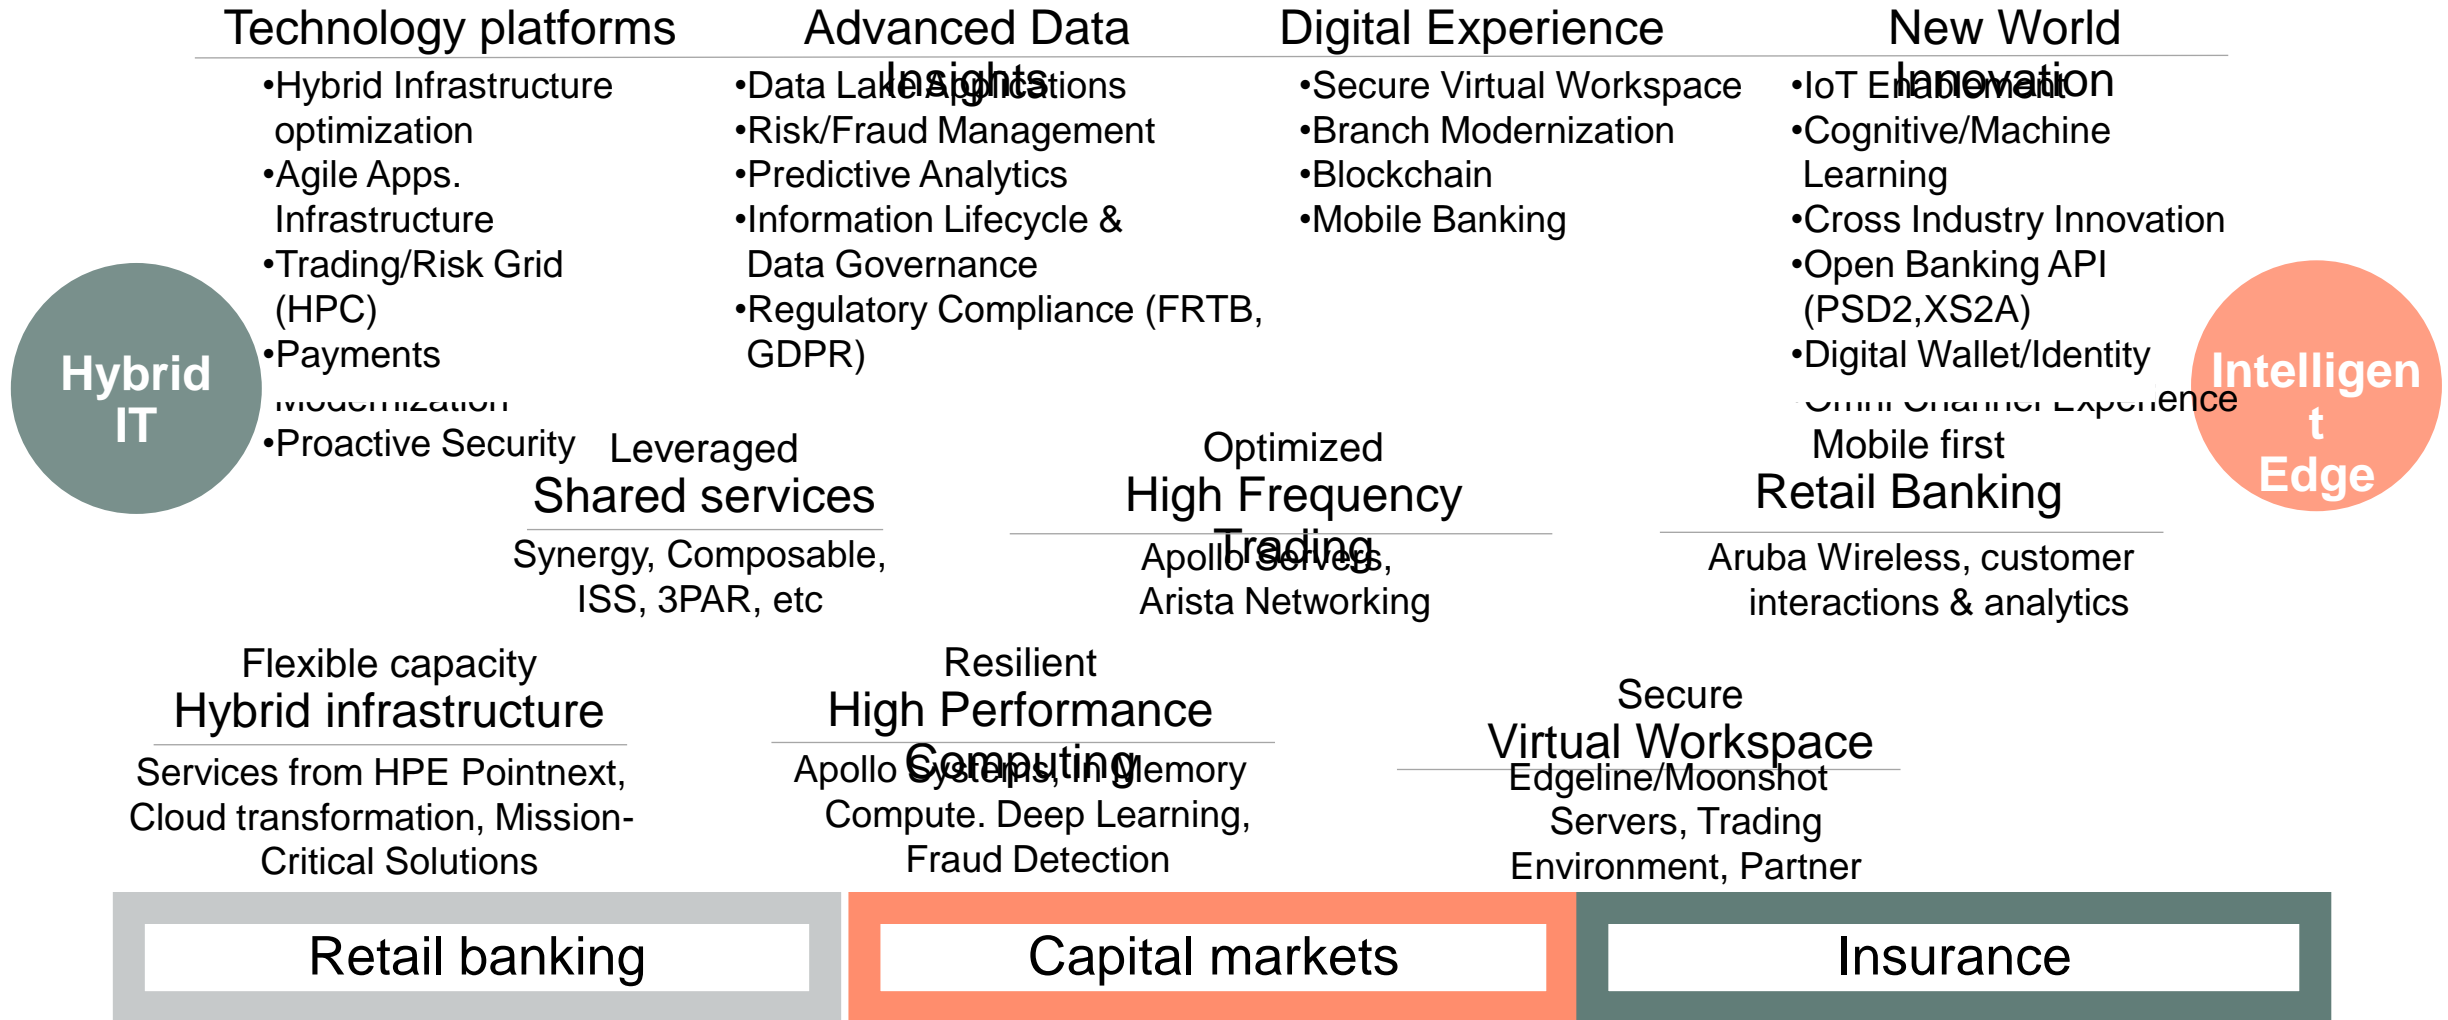 Technology platforms
•Hybrid Infrastructure
optimization
•Agile Apps.
Infrastructure
•Trading/Risk Grid
(HPC)
•Payments
Modernization
•Proactive Security
Advanced Data
Insights
•Data Lake Applications
•Risk/Fraud Management
•Predictive Analytics
•Information Lifecycle &
Data Governance
•Regulatory Compliance (FRTB,
GDPR)
Digital Experience
•Secure Virtual Workspace
•Branch Modernization
•Blockchain
•Mobile Banking
New World
Innovation
•IoT Enablement
•Cognitive/Machine
Learning
•Cross Industry Innovation
•Open Banking API
(PSD2,XS2A)
•Digital Wallet/Identity
•Omni Channel Experience
Hybrid
IT
Intelligen
t
Edge
Leveraged
Shared services
Synergy, Composable,
ISS, 3PAR, etc
Optimized
High Frequency
Trading
Apollo Servers,
Arista Networking
Mobile first
Retail Banking
Aruba Wireless, customer
interactions & analytics
Flexible capacity
Hybrid infrastructure
Services from HPE Pointnext,
Cloud transformation, Mission-
Critical Solutions
Resilient
High Performance
Computing
Apollo Systems, In Memory
Compute. Deep Learning,
Fraud Detection
Secure
Virtual Workspace
Edgeline/Moonshot
Servers, Trading
Environment, Partner
Retail banking
Capital markets
Insurance